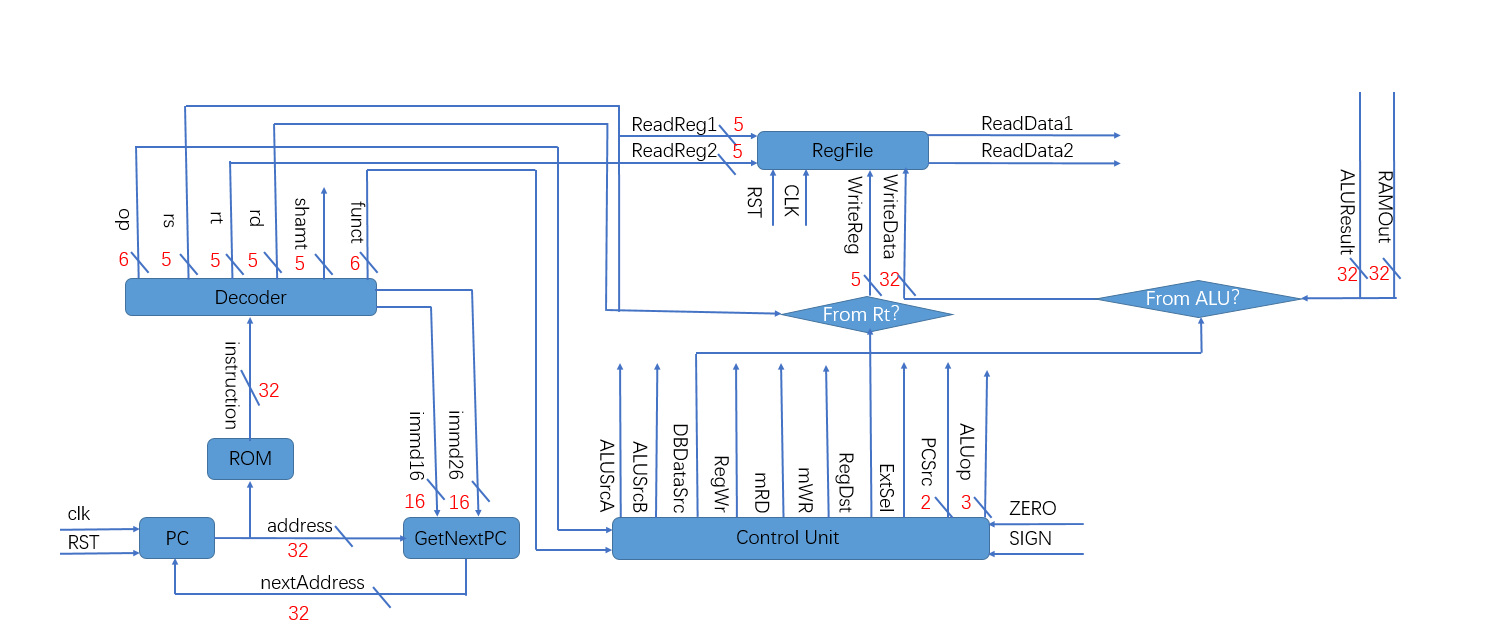 ReadReg1
5
ReadReg2
5
RegFile
ReadData1
ReadData2
RST
CLK
WriteReg
5
WriteData
32
ALUResult
32
RAMOut
32
op
6
rs
5
rt
5
rd
5
shamt
5
funct
6
Decoder
From Rt?
From ALU?
instruction
32
ROM
immd16
16
immd26
16
clk
RST
PC
address
32
GetNextPC
nextAddress
32
ALUSrcA
ALUSrcB
DBDataSrc
RegWr
mRD
mWR
RegDst
ExtSel
PCSrc
2
ALUop
3
ZERO
SIGN
Control Unit